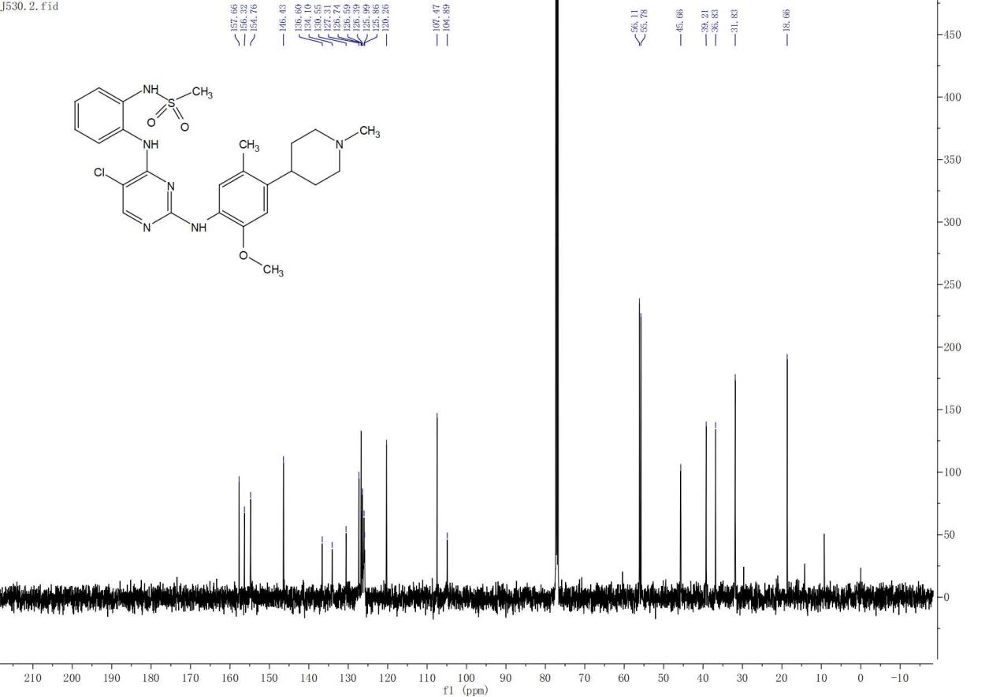 J530.2.fid
157.66
156.32
154.76
146.43
136.60
134.10
130.55
127.31
126.74
126.59
126.39
125.99
125.86
120.26
107.47
104.89
56.11
55.78
45.66
39.21
36.83
31.83
18.66
NH
S
CH3
O
O
NH
CH3
N
CH3
Cl
N
N
NH
O
CH3
450
400
350
300
250
200
150
100
50
0
210 200 190 180 170 160 150 140 130 120 110 100 90 80 70 60 50 40 30 20 10 0 -10
f1 (ppm)